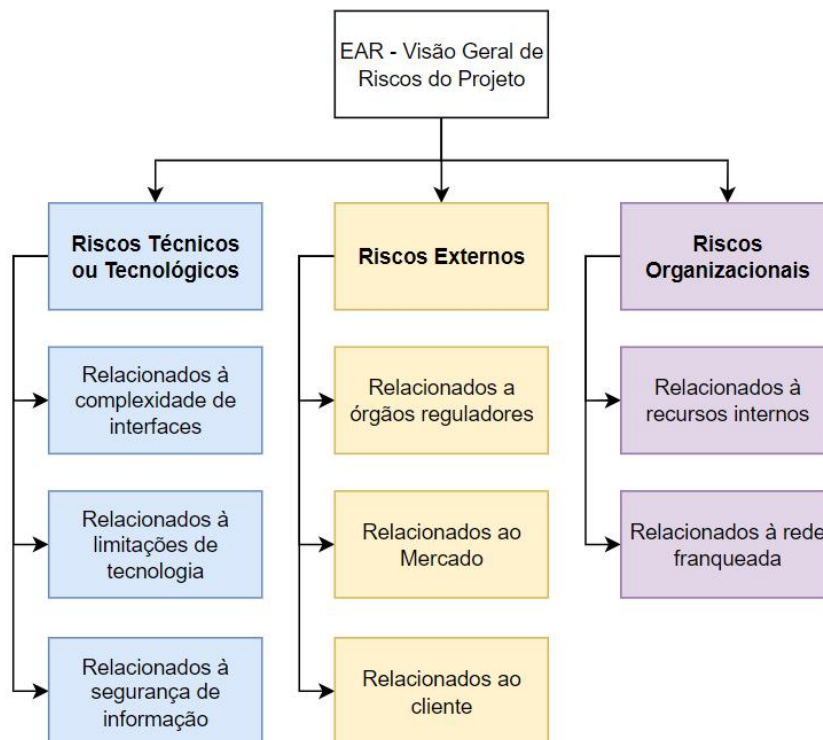 EAR - Visão Geral de
Riscos do Projeto
Riscos Técnicos
ou Tecnológicos
Riscos Externos
Riscos
Organizacionais
Relacionados à
complexidade de
interfaces
Relacionados a
órgãos reguladores
Relacionados à
recursos internos
Relacionados à
limitações de
tecnologia
Relacionados ao
Mercado
Relacionados à rede
franqueada
Relacionados à
segurança de
informação
Relacionados ao
cliente